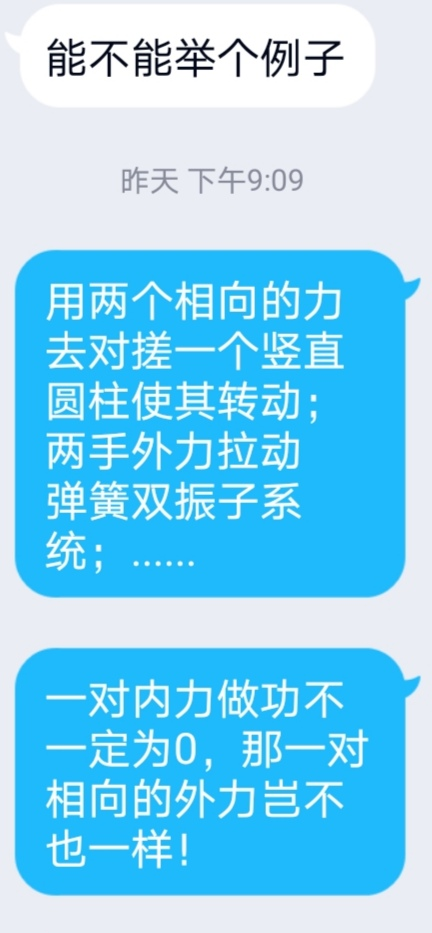 能不能举个例子
昨天 下午9:09
用两个相向的力
去对搓一个竖直
圆柱使其转动；
两手外力拉动
弹簧双振子系
统；……
一对内力做功不
一定为0，那一对
相向的外力岂不
也一样！